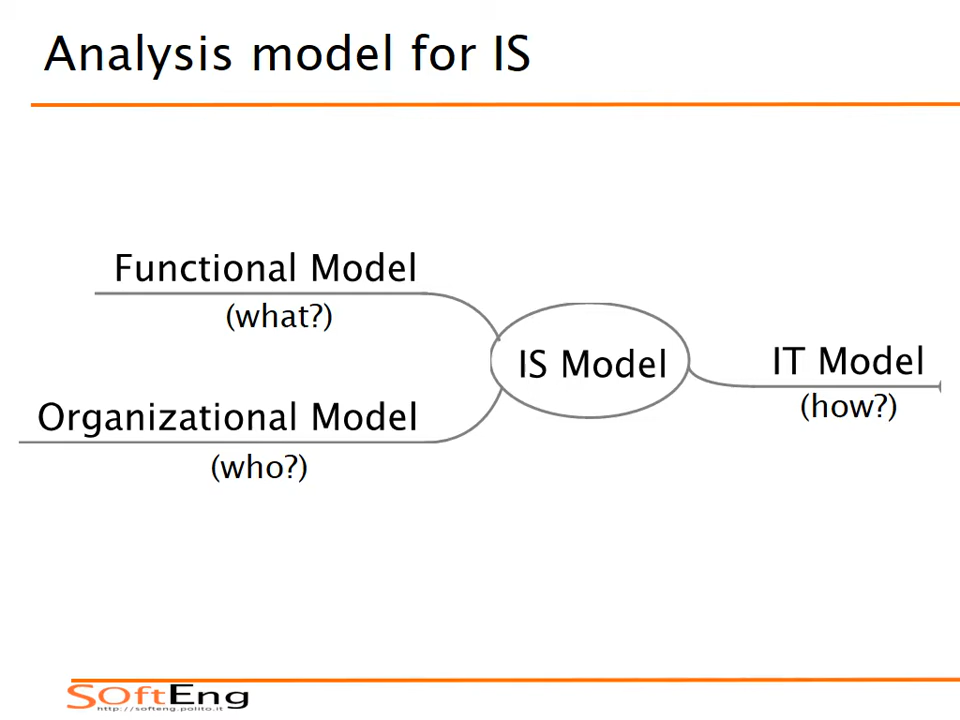 Analysis model for IS
Functional Model
(what?)
IS Model
IT Model
(how?)
Organizational Model
(who?)
SoftEng
http://softeng.polito.it